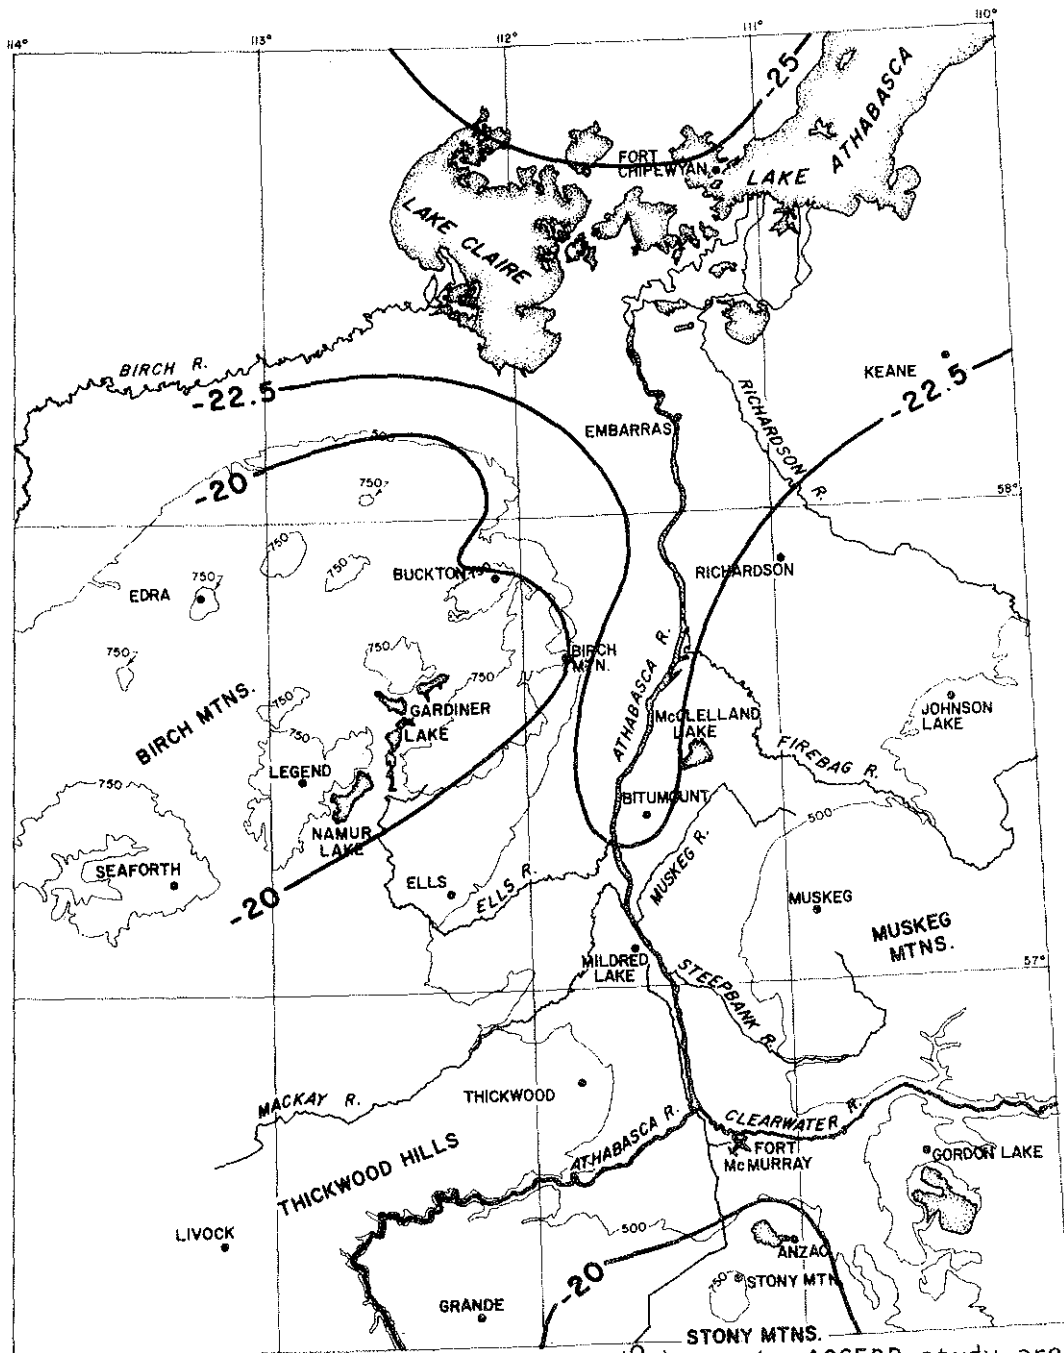 114°
113°
112°
111°
110°
-25
LAKE ATHABASCA
FORT
CHIPEWYAN
LAKE CLAIRE
BIRCH R.
-22.5
KEANE
-22.5
RICHARDSON R.
EMBARRAS
500
-20
750
58°
750
750
BUCKTON
750
RICHARDSON
EDRA
750
750
BIRCH
MTN.
750
750
ATHABASCA R.
BIRCH MTNS.
750
GARDINER
LAKE
McCLELLAND
LAKE
JOHNSON
LAKE
FIREBAG R.
750
LEGEND
BITUMOUNT
500
NAMUR
LAKE
MUSKEG R.
SEAFORTH
ELLS
ELLS R.
-20
MUSKEG
MUSKEG
MTNS.
MILDRED
LAKE
57°
STEEPBANK R.
MACKAY R.
THICKWOOD
CLEARWATER R.
ATHABASCA R.
FORT
McMURRAY
GORDON LAKE
THICKWOOD HILLS
LIVOCK
500
ANZAC
-20
750
STONY MTN.
GRANDE
STONY MTNS.
AOSERP study are